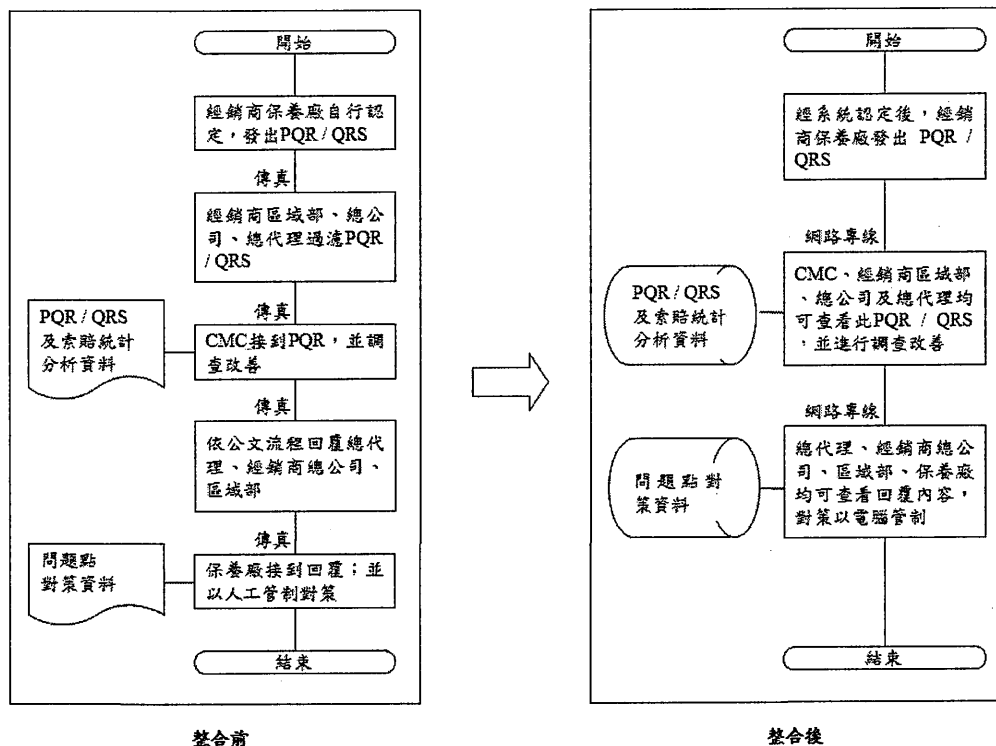 開始
經銷商保養廠自行認
定，發出PQR / QRS
傳真
經銷商區域部、總公
司、總代理過濾PQR
/ QRS
傳真
PQR / QRS
及索賠統計
分析資料
CMC接到PQR，並調
查改善
傳真
依公文流程回覆總代
理、經銷商總公司、
區域部
傳真
問題點
對策資料
保養廠接到回覆；並
以人工管制對策
結束
整合前
開始
經系統認定後，經銷
商保養廠發出 PQR /
QRS
網路專線
PQR / QRS
及索賠統計
分析資料
CMC、經銷商區域部
、總公司及總代理均
可查看此PQR / QRS
，並進行調查改善
網路專線
問題點對
策資料
總代理、經銷商總公
司、區域部、保養廠
均可查看回覆內容，
對策以電腦管制
結束
整合後